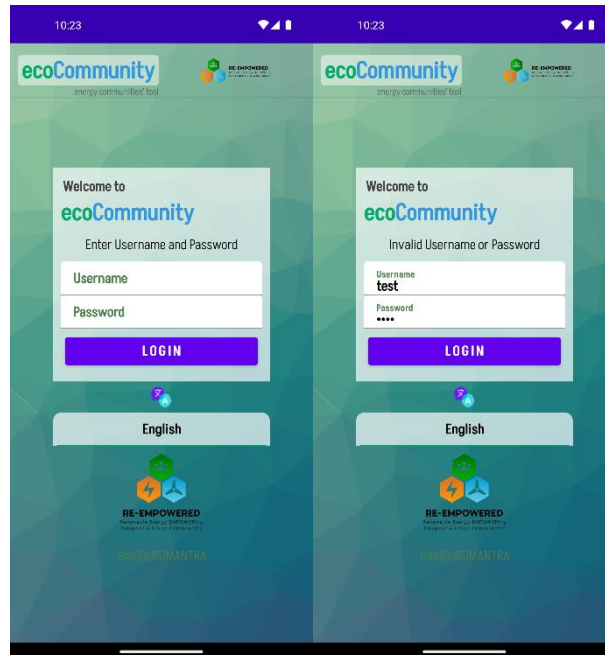 10:23
ecoCommunity
RE-EMPOWERED
energy communities' tool
Welcome to
ecoCommunity
Enter Username and Password
Username
Password
LOGIN
English
RE-EMPOWERED
GAIDOUROMANTRA
10:23
ecoCommunity
RE-EMPOWERED
energy communities' tool
Welcome to
ecoCommunity
Invalid Username or Password
Username
test
Password
••••
LOGIN
English
RE-EMPOWERED
GAIDOUROMANTRA